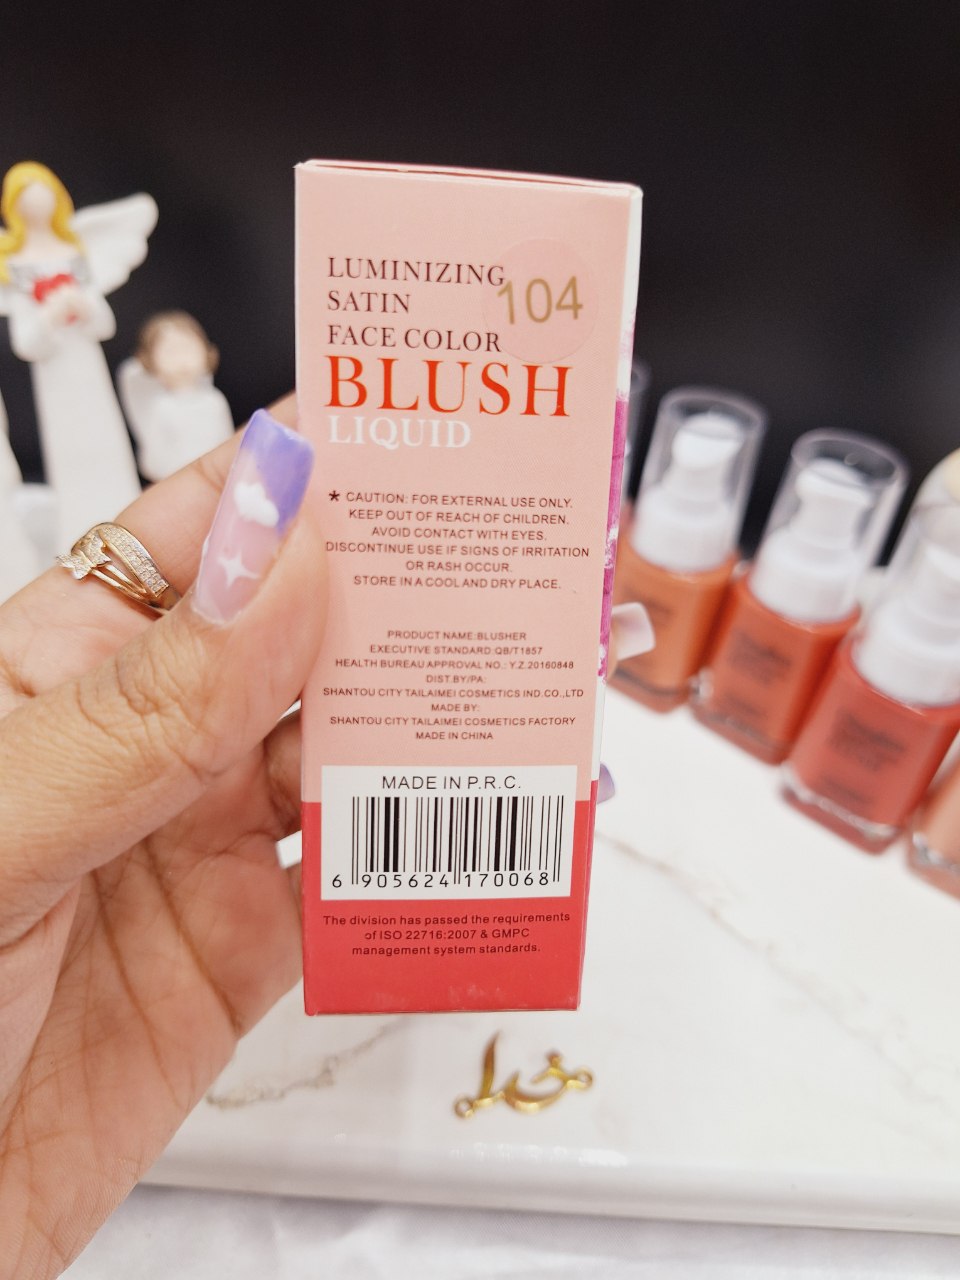 LUMINIZING
SATIN
104
FACE COLOR
BLUSH
LIQUID
* CAUTION: FOR EXTERNAL USE ONLY.
KEEP OUT OF REACH OF CHILDREN.
AVOID CONTACT WITH EYES.
DISCONTINUE USE IF SIGNS OF IRRITATION
OR RASH OCCUR.
STORE IN A COOL AND DRY PLACE.
PRODUCT NAME:BLUSHER
EXECUTIVE STANDARD:QB/T1857
HEALTH BUREAU APPROVAL NO.: Y.Z.20160848
DIST.BY/PA:
SHANTOU CITY TAILAIMEI COSMETICS IND.CO.,LTD
MADE BY:
SHANTOU CITY TAILAIMEI COSMETICS FACTORY
MADE IN CHINA
MADE IN P.R.C.
6 905624 170068
The division has passed the requirements
of ISO 22716:2007 & GMPC
management system standards.